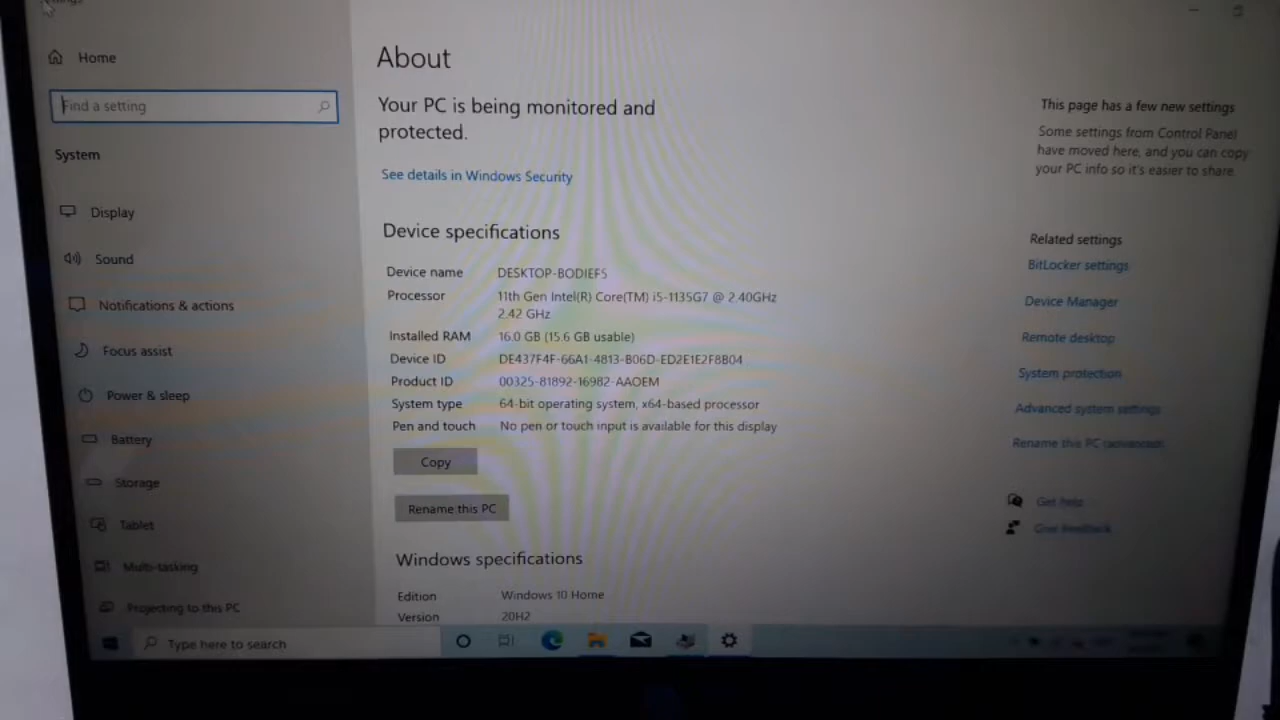 Home
Find a setting
System
Display
Sound
Notifications & actions
Focus assist
Power & sleep
Battery
Storage
Tablet
Multi-tasking
Projecting to this PC
About
Your PC is being monitored and
protected.
See details in Windows Security
Device specifications
Device name DESKTOP-BODIEFS
Processor 11th Gen Intel(R) Core(TM) i5-1135G7 @ 2.40GHz
2.42 GHz
Installed RAM 16.0 GB (15.6 GB usable)
Device ID DE437F4F-66A1-4813-B06D-ED2E1E2F8B04
Product ID 00325-81892-16982-AAOEM
System type 64-bit operating system, x64-based processor
Pen and touch No pen or touch input is available for this display
Copy
Rename this PC
Windows specifications
Edition Windows 10 Home
Version 20H2
This page has a few new settings
Some settings from Control Panel
have moved here, and you can copy
your PC info so it's easier to share.
Related settings
BitLocker settings
Device Manager
Remote desktop
System protection
Advanced system settings
Rename this PC (advanced)
Get help
Give feedback
Type here to search